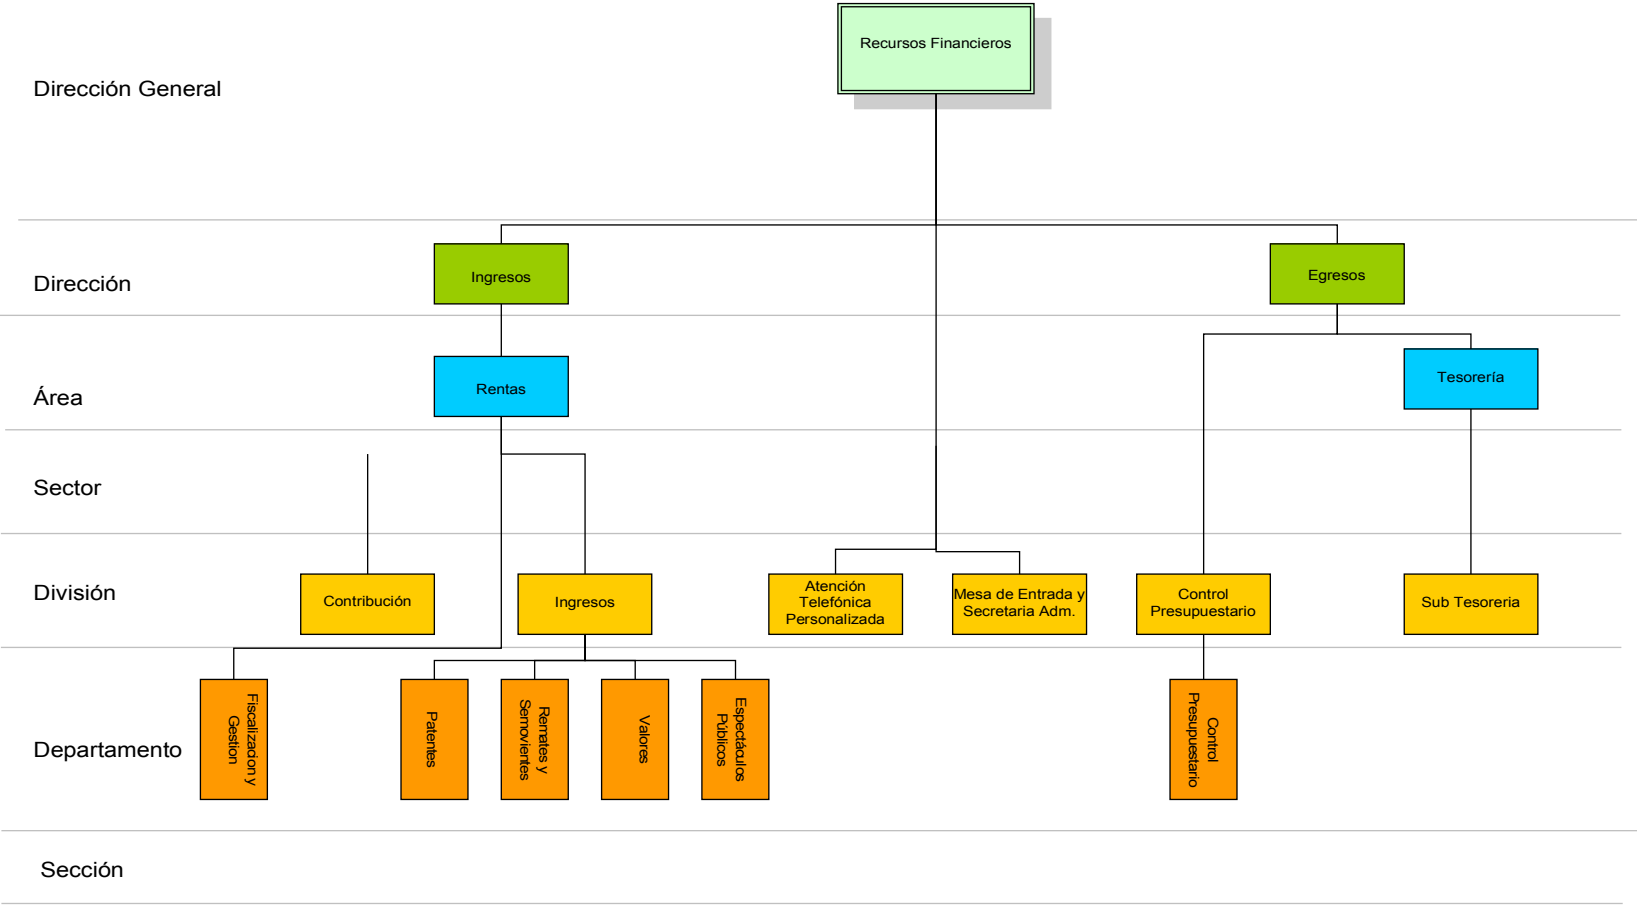 Recursos Financieros
Dirección General
Dirección
Ingresos
Egresos
Área
Rentas
Tesorería
Sector
División
Contribución
Ingresos
Atención
Telefónica
Personalizada
Mesa de Entrada y
Secretaria Adm.
Control
Presupuestario
Sub Tesoreria
Departamento
Fiscalizacion y
Gestion
Patentes
Remates y
Semovientes
Valores
Espectáculos
Públicos
Control
Presupuestario
Sección